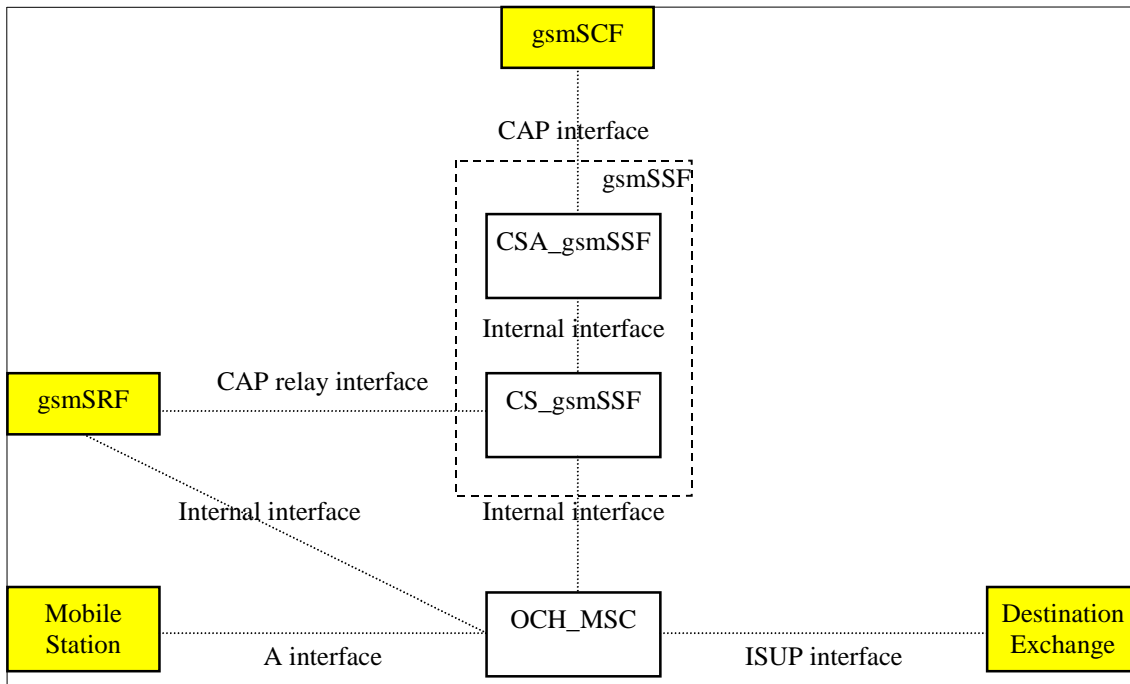 gsmSCF
CAP interface
gsmSSF
CSA_gsmSSF
Internal interface
CAP relay interface
gsmSRF
CS_gsmSSF
Internal interface
Internal interface
Mobile
Station
OCH_MSC
Destination
Exchange
A interface
ISUP interface